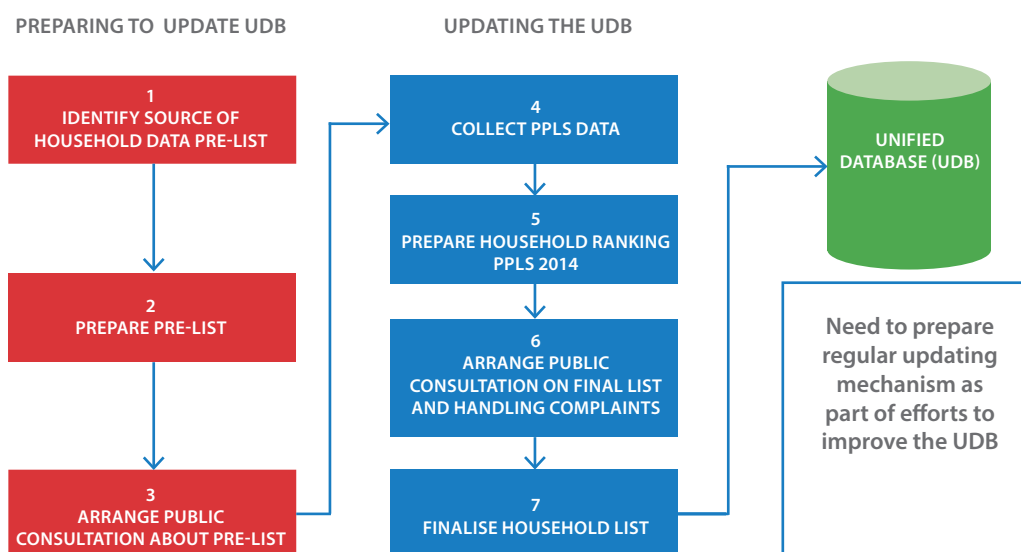 PREPARING TO UPDATE UDB
1
IDENTIFY SOURCE OF
HOUSEHOLD DATA PRE-LIST
2
PREPARE PRE-LIST
3
ARRANGE PUBLIC
CONSULTATION ABOUT PRE-LIST
UPDATING THE UDB
4
COLLECT PPLS DATA
5
PREPARE HOUSEHOLD RANKING
PPLS 2014
6
ARRANGE PUBLIC
CONSULTATION ON FINAL LIST
AND HANDLING COMPLAINTS
7
FINALISE HOUSEHOLD LIST
UNIFIED
DATABASE (UDB)
Need to prepare
regular updating
mechanism as
part of efforts to
improve the UDB